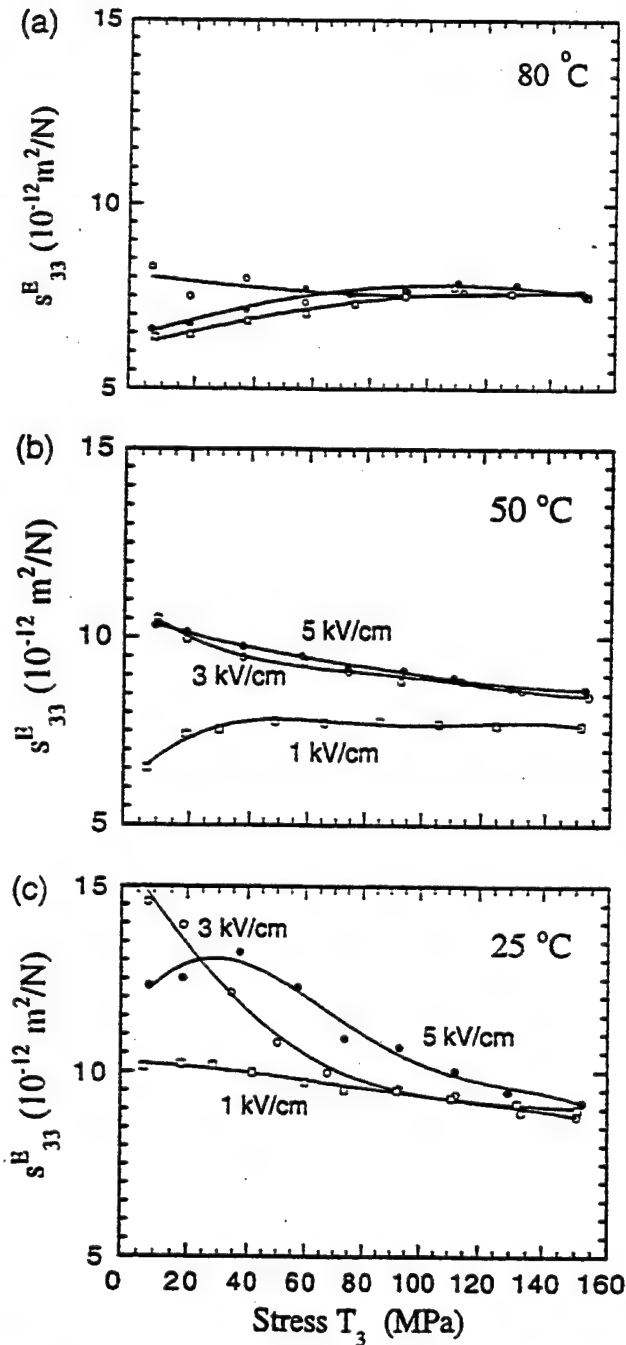 (a)
15
80 °C
10
5
s^E_33 (10^-12 m^2/N)
(b)
15
50 °C
10
5 kV/cm
3 kV/cm
1 kV/cm
5
s^E_33 (10^-12 m^2/N)
(c)
15
3 kV/cm
25 °C
5 kV/cm
10
1 kV/cm
5
s^E_33 (10^-12 m^2/N)
0 20 40 60 80 100 120 140 160
Stress T_3 (MPa)